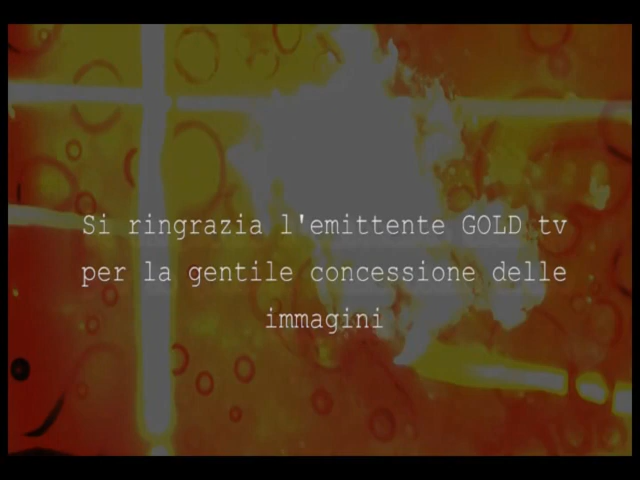 Si ringrazia l'emittente GOLD tv
per la gentile concessione delle
immagini